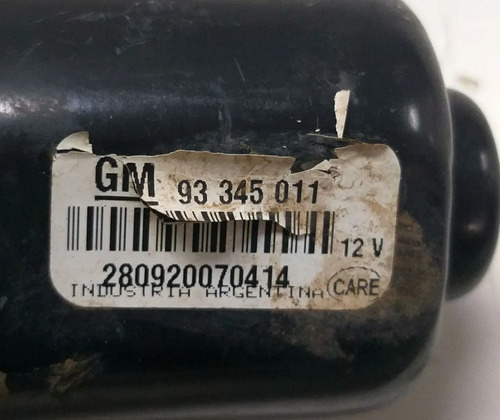 GM 93 345 011
12 V
280920070414
INDUSTRIA ARGENTINA CARE